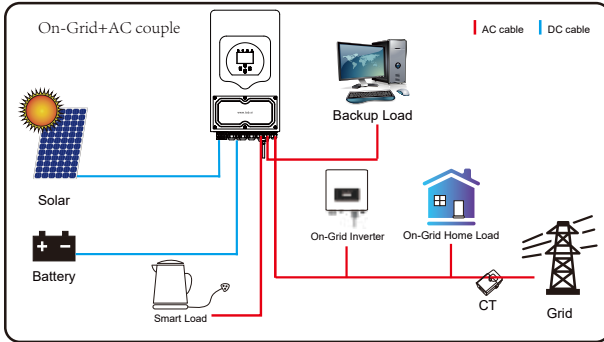 On-Grid+AC couple
AC cable
DC cable
Backup Load
Solar
On-Grid Inverter
On-Grid Home Load
Battery
Smart Load
CT
Grid